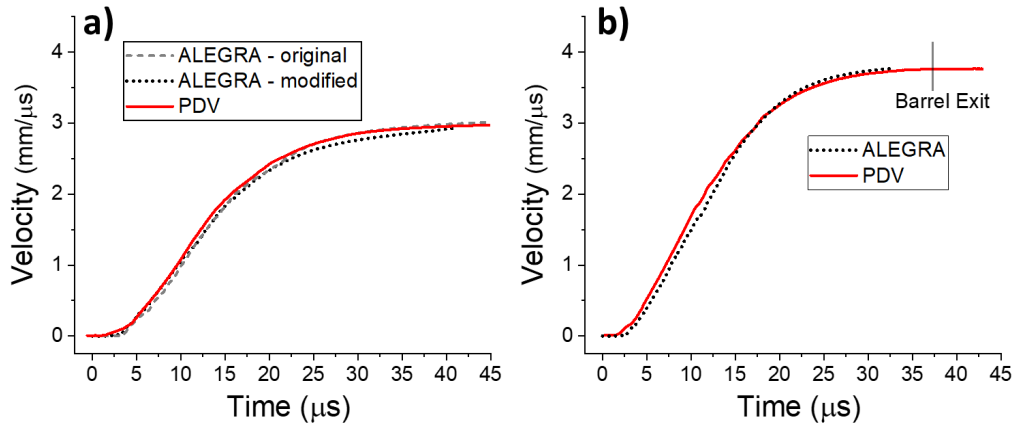 a)
ALEGRA - original
ALEGRA - modified
PDV
Velocity (mm/μs)
4
3
2
1
0
0 5 10 15 20 25 30 35 40 45
Time (μs)
b)
Barrel Exit
ALEGRA
PDV
Velocity (mm/μs)
4
3
2
1
0
0 5 10 15 20 25 30 35 40 45
Time (μs)